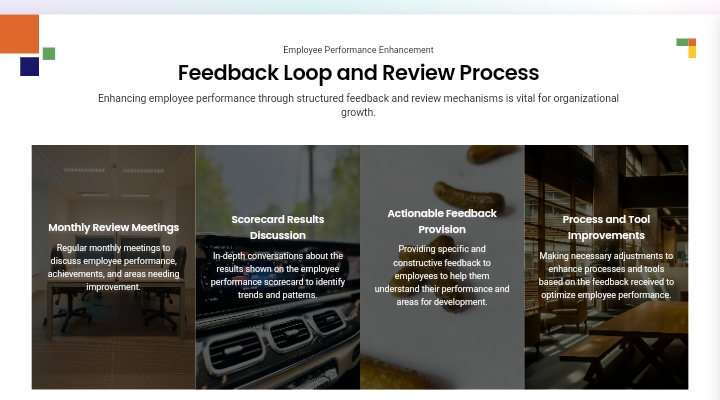 Employee Performance Enhancement
Feedback Loop and Review Process
Enhancing employee performance through structured feedback and review mechanisms is vital for organizational
growth.
Monthly Review Meetings
Regular monthly meetings to
discuss employee performance,
achievements, and areas needing
improvement.
Scorecard Results
Discussion
In-depth conversations about the
results shown on the employee
performance scorecard to identify
trends and patterns.
Actionable Feedback
Provision
Providing specific and
constructive feedback to
employees to help them
understand their performance and
areas for development.
Process and Tool
Improvements
Making necessary adjustments to
enhance processes and tools
based on the feedback received to
optimize employee performance.